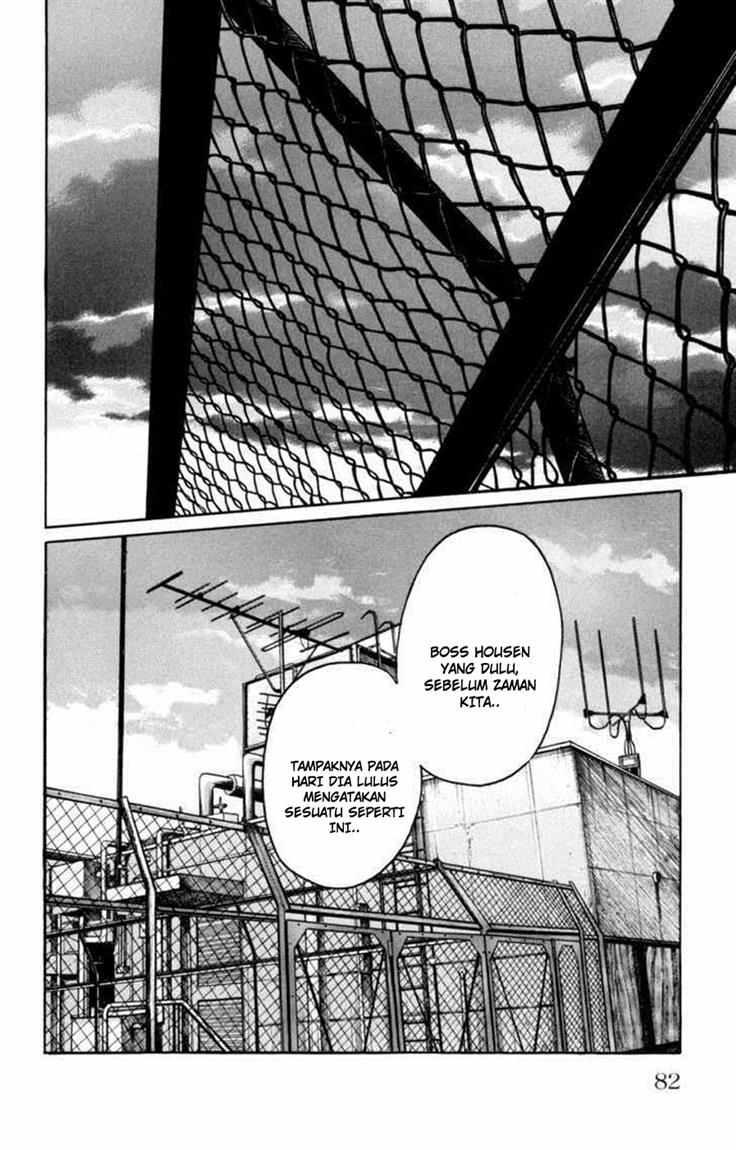 BOSS HOUSEN
YANG DULU,
SEBELUM ZAMAN
KITA..
TAMPAKNYA PADA
HARI DIA LULUS
MENGATAKAN
SESUATU SEPERTI
INI..
82